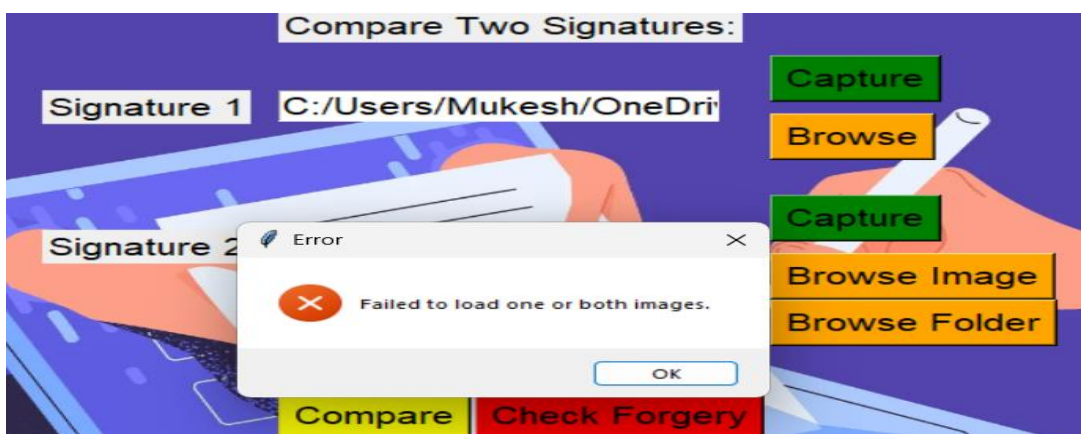 Compare Two Signatures:
Capture
Signature 1 C:/Users/Mukesh/OneDri
Browse
Capture
Signature 2
Error
Browse Image
Failed to load one or both images.
Browse Folder
OK
Compare Check Forgery